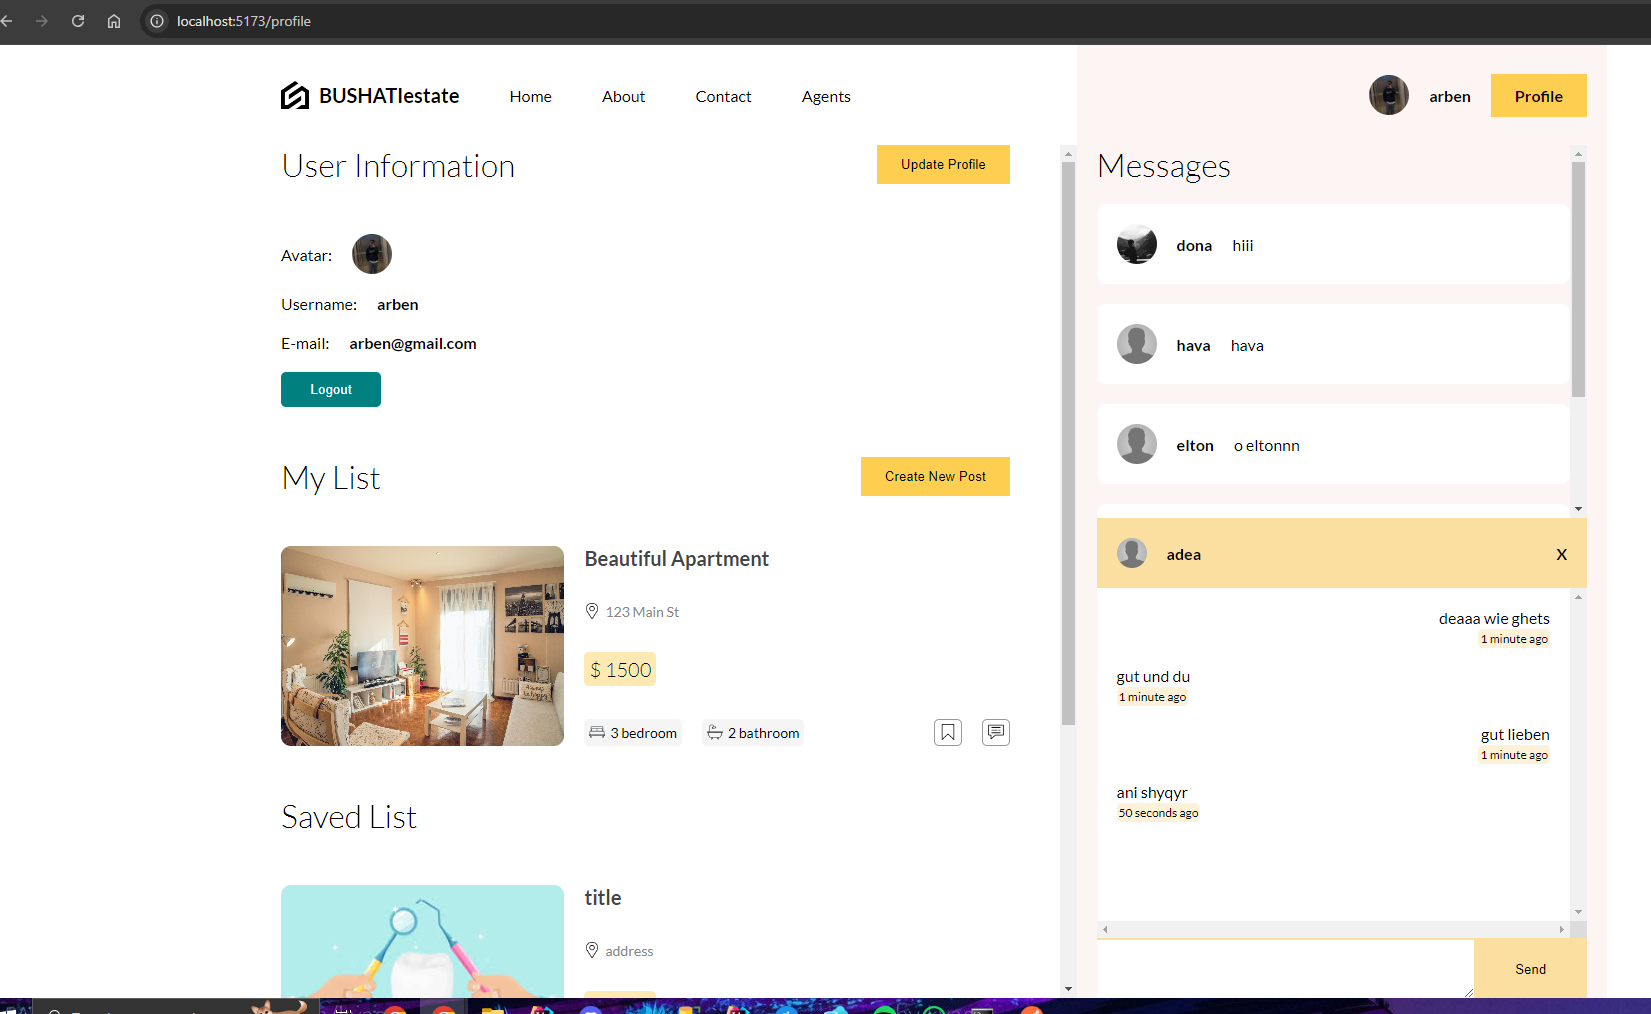 localhost:5173/profile
BUSHATIestate
Home
About
Contact
Agents
arben
Profile
User Information
Update Profile
Avatar:
Username: arben
E-mail: arben@gmail.com
Logout
My List
Create New Post
Beautiful Apartment
123 Main St
$ 1500
3 bedroom
2 bathroom
Saved List
title
address
Messages
dona hiii
hava hava
elton o eltonnn
adea
X
deaaa wie ghets
1 minute ago
gut und du
1 minute ago
gut lieben
1 minute ago
ani shyqyr
50 seconds ago
Send